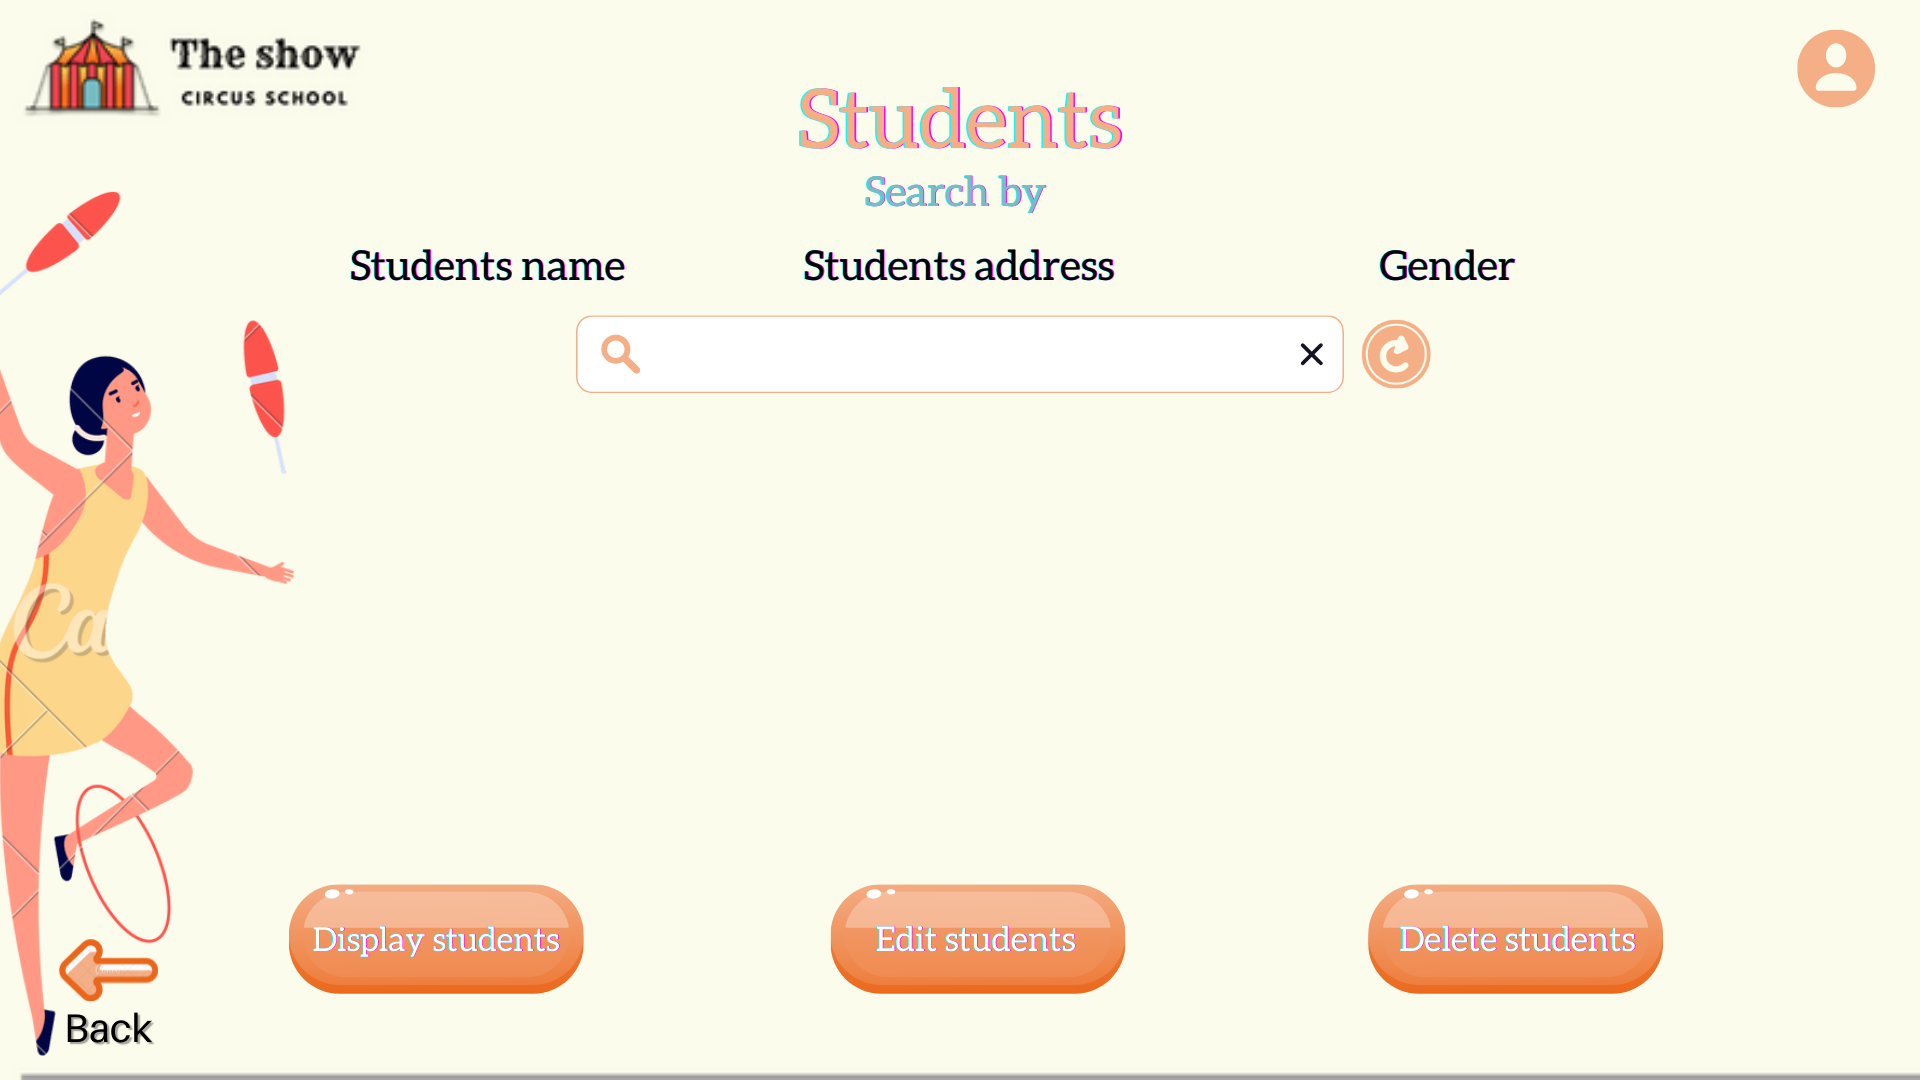 The show
CIRCUS SCHOOL
Students
Search by
Students name
Students address
Gender
Ca
Display students
Edit students
Delete students
Back